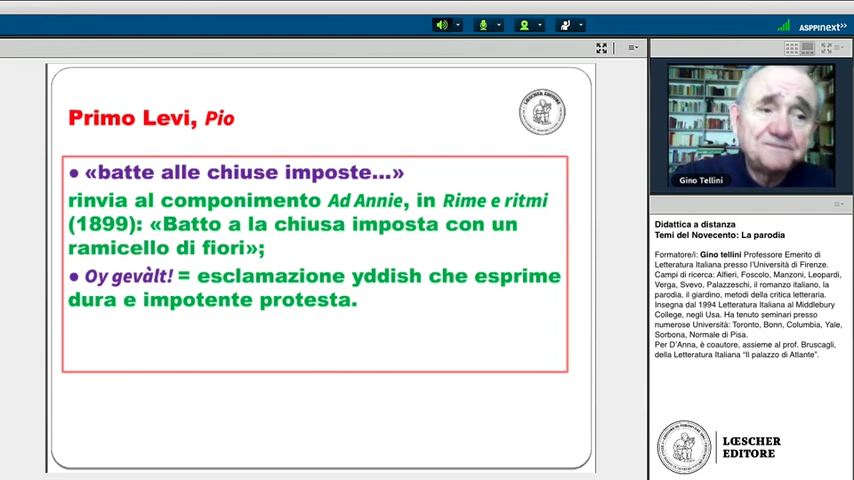 ASPPInext»
Primo Levi, Pio
LŒSCHER EDITORE
• «batte alle chiuse imposte...»
rinvia al componimento Ad Annie, in Rime e ritmi
(1899): «Batto a la chiusa imposta con un
ramicello di fiori»;
• Oy gevàlt! = esclamazione yddish che esprime
dura e impotente protesta.
Gino Tellini
Didattica a distanza
Temi del Novecento: La parodia
Formatore/i: Gino tellini Professore Emerito di
Letteratura Italiana presso l'Università di Firenze.
Campi di ricerca: Alfieri, Foscolo, Manzoni, Leopardi,
Verga, Svevo, Palazzeschi, il romanzo italiano, la
parodia, il giardino, metodi della critica letteraria.
Insegna dal 1994 Letteratura Italiana al Middlebury
College, negli Usa. Ha tenuto seminari presso
numerose Università: Toronto, Bonn, Columbia, Yale,
Sorbona, Normale di Pisa.
Per D'Anna, è coautore, assieme al prof. Bruscagli,
della Letteratura Italiana "Il palazzo di Atlante".
LŒSCHER
EDITORE